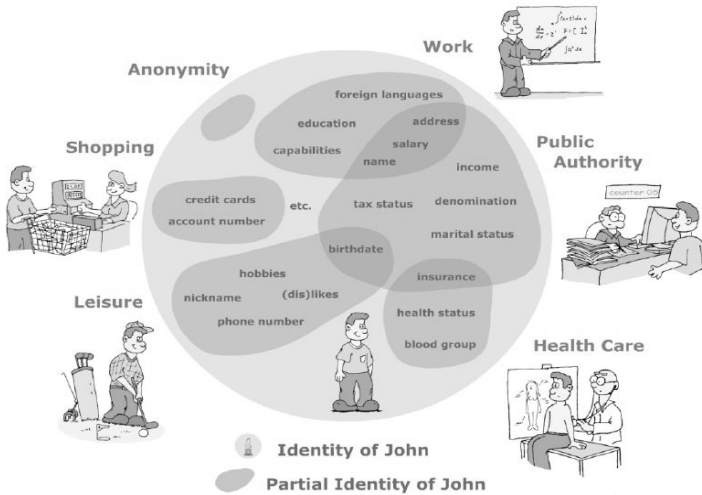 Work
Anonymity
foreign languages
education
address
capabilities
salary
name
Shopping
Public
Authority
income
credit cards
account number
etc.
tax status
denomination
marital status
birthdate
insurance
hobbies
nickname
(dis)likes
phone number
health status
blood group
Leisure
Health Care
Identity of John
Partial Identity of John